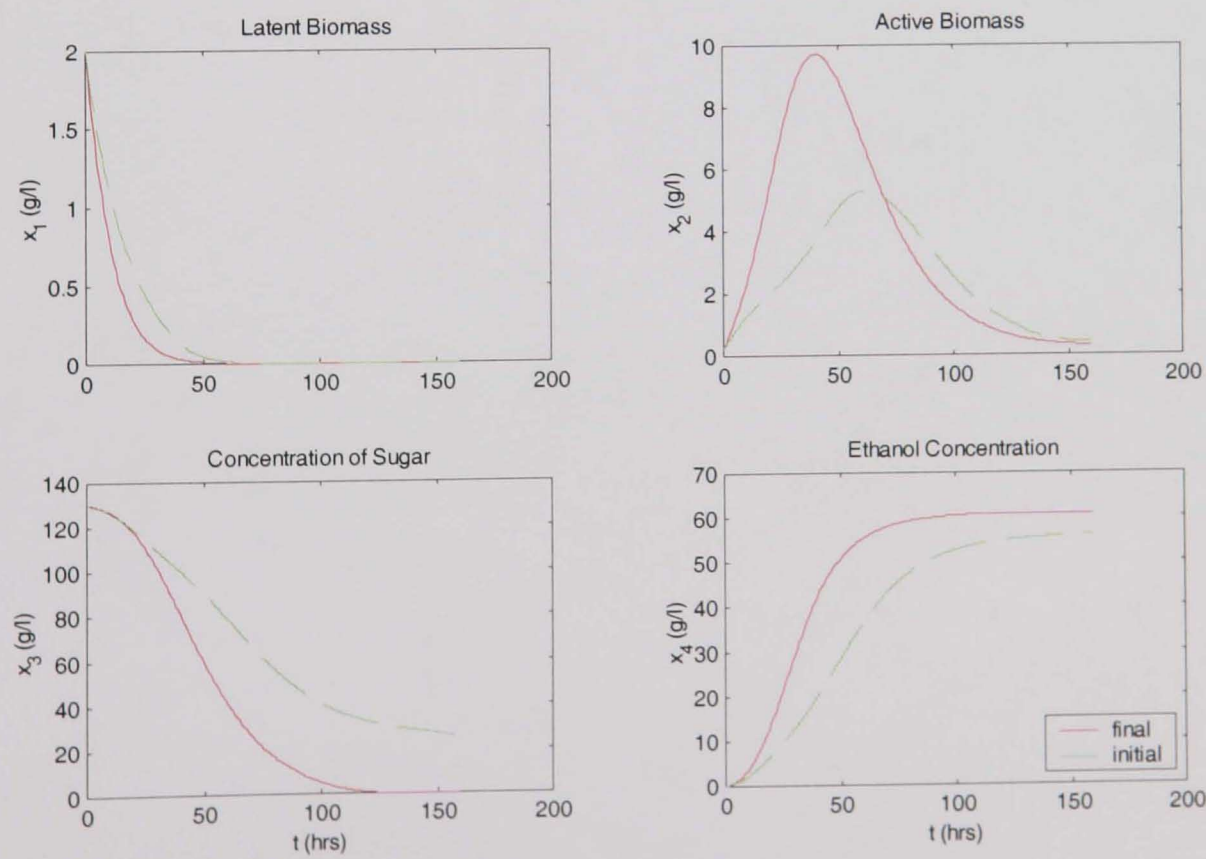 Latent Biomass
2
1.5
1
0.5
0
x1 (g/l)
0 50 100 150 200
Active Biomass
10
8
6
4
2
0
x2 (g/l)
0 50 100 150 200
Concentration of Sugar
140
120
100
80
60
40
20
0
x3 (g/l)
0 50 100 150 200
t (hrs)
Ethanol Concentration
70
60
50
40
30
20
10
0
x4 (g/l)
final
initial
0 50 100 150 200
t (hrs)